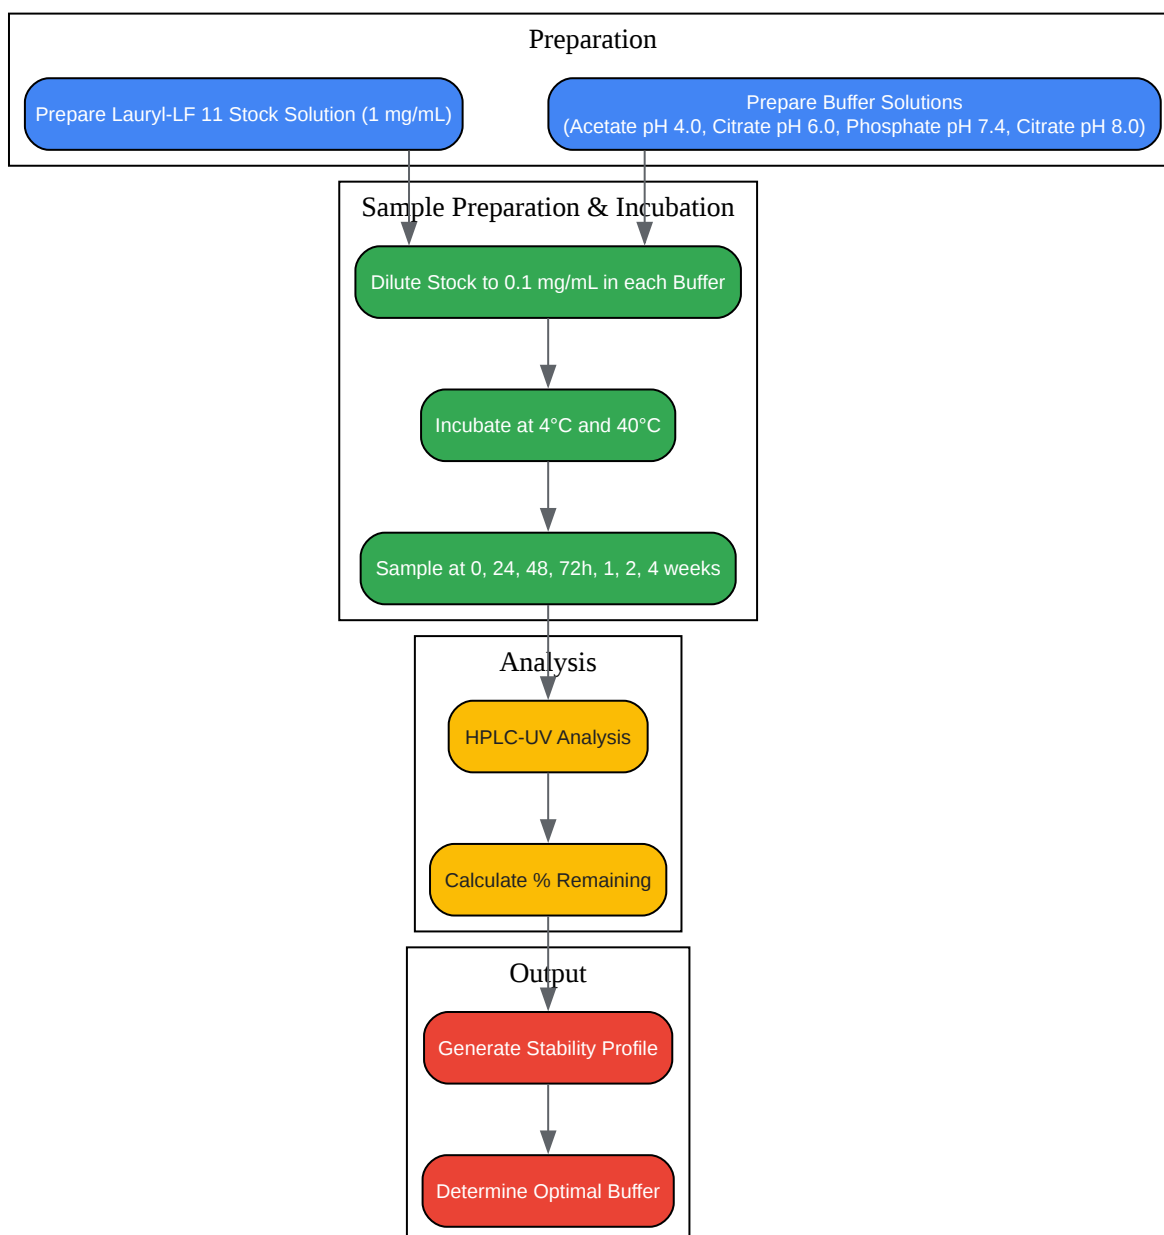 Preparation
Prepare Lauryl-LF 11 Stock Solution (1 mg/mL)
Prepare Buffer Solutions
(Acetate pH 4.0, Citrate pH 6.0, Phosphate pH 7.4, Citrate pH 8.0)
Sample Preparation & Incubation
Dilute Stock to 0.1 mg/mL in each Buffer
Incubate at 4°C and 40°C
Sample at 0, 24, 48, 72h, 1, 2, 4 weeks
Analysis
HPLC-UV Analysis
Calculate % Remaining
Output
Generate Stability Profile
Determine Optimal Buffer